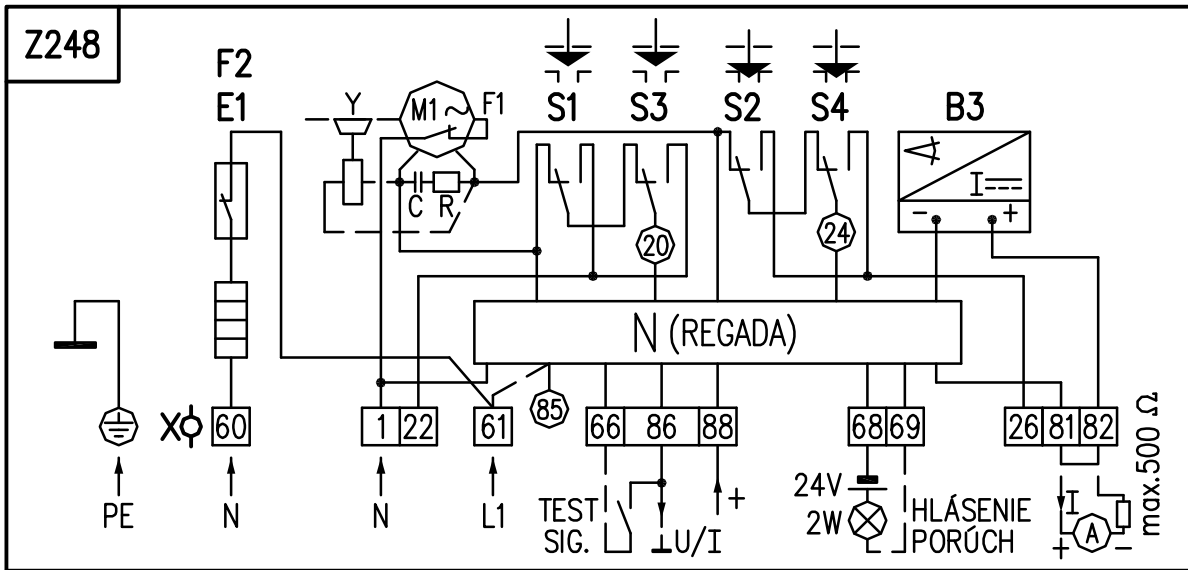 Z248
F2
E1
Y
M1
F1
S1 S3 S2 S4 B3
C R
I
- +
20
24
N (REGADA)
85
X 60 1 22 61 66 86 88 68 69 26 81 82
max.500 Ω
PE N N L1
TEST
SIG.
U/I
+
24V
2W
HLÁSENIE
PORÚCH
I
A
+ -